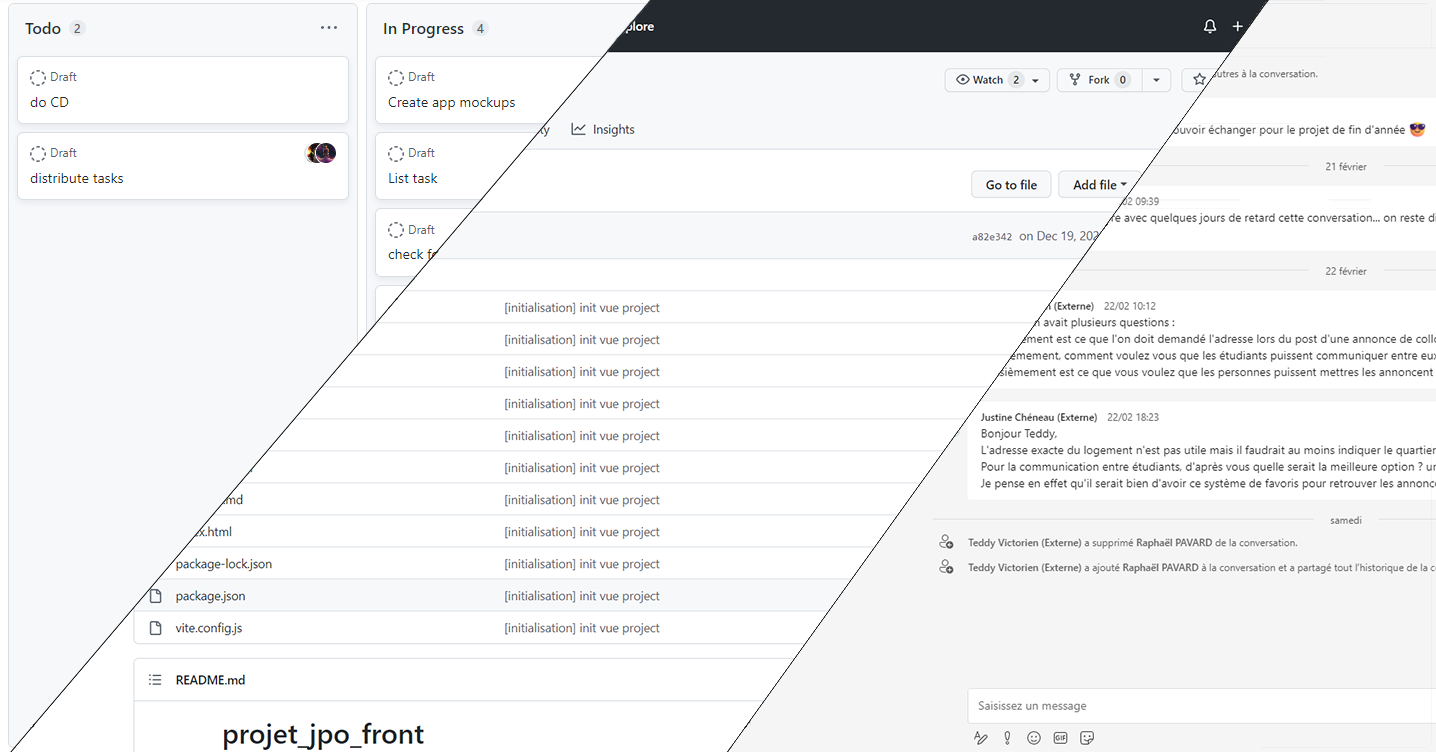 Todo 2
Draft
do CD
Draft
distribute tasks
In Progress 4
Draft
Create app mockups
Draft
List task
Draft
check
Watch 2
Fork 0
Insights
Go to file
Add file
a82e342 on Dec 19,
[initialisation] init vue project
[initialisation] init vue project
[initialisation] init vue project
[initialisation] init vue project
[initialisation] init vue project
[initialisation] init vue project
.md [initialisation] init vue project
.html [initialisation] init vue project
package-lock.json [initialisation] init vue project
package.json [initialisation] init vue project
vite.config.js [initialisation] init vue project
README.md
projet_jpo_front
autres à la conversation.
pouvoir échanger pour le projet de fin d'année 😎
21 février
/02 09:39
re avec quelques jours de retard cette conversation... on reste
22 février
(Externe) 22/02 10:12
avait plusieurs questions :
est ce que l'on doit demandé l'adresse lors du post d'une annonce de
comment voulez vous que les étudiants puissent communiquer entre eux
est ce que vous voulez que les personnes puissent mettres les annoncent
Justine Chéneau (Externe) 22/02 18:23
Bonjour Teddy,
L'adresse exacte du logement n'est pas utile mais il faudrait au moins indiquer le quartier
Pour la communication entre étudiants, d'après vous quelle serait la meilleure option ?
Je pense en effet qu'il serait bien d'avoir ce système de favoris pour retrouver les
samedi
Teddy Victorien (Externe) a supprimé Raphaël PAVARD de la conversation.
Teddy Victorien (Externe) a ajouté Raphaël PAVARD à la conversation et a partagé tout l'historique de la
Saisissez un message
GIF